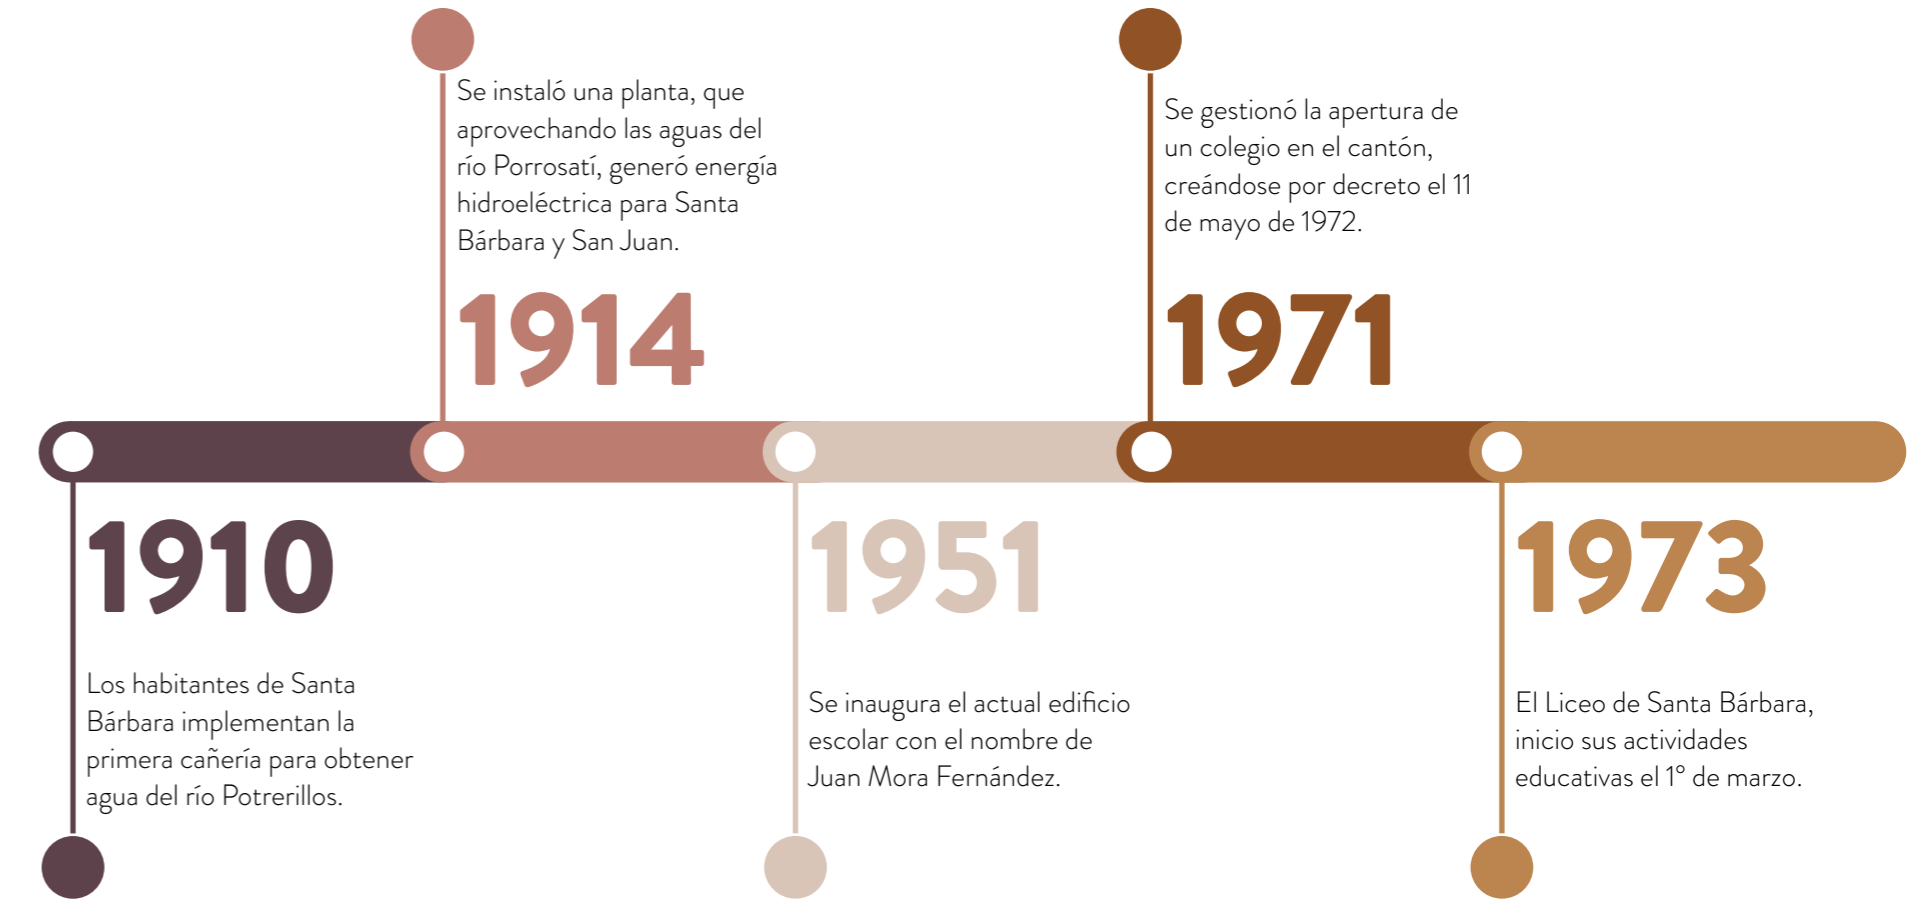 1910
Los habitantes de Santa
Bárbara implementan la
primera cañería para obtener
agua del río Potrerillos.
Se instaló una planta, que
aprovechando las aguas del
río Porrosatí, generó energía
hidroeléctrica para Santa
Bárbara y San Juan.
1914
1951
Se inaugura el actual edificio
escolar con el nombre de
Juan Mora Fernández.
Se gestionó la apertura de
un colegio en el cantón,
creándose por decreto el 11
de mayo de 1972.
1971
1973
El Liceo de Santa Bárbara,
inicio sus actividades
educativas el 1° de marzo.